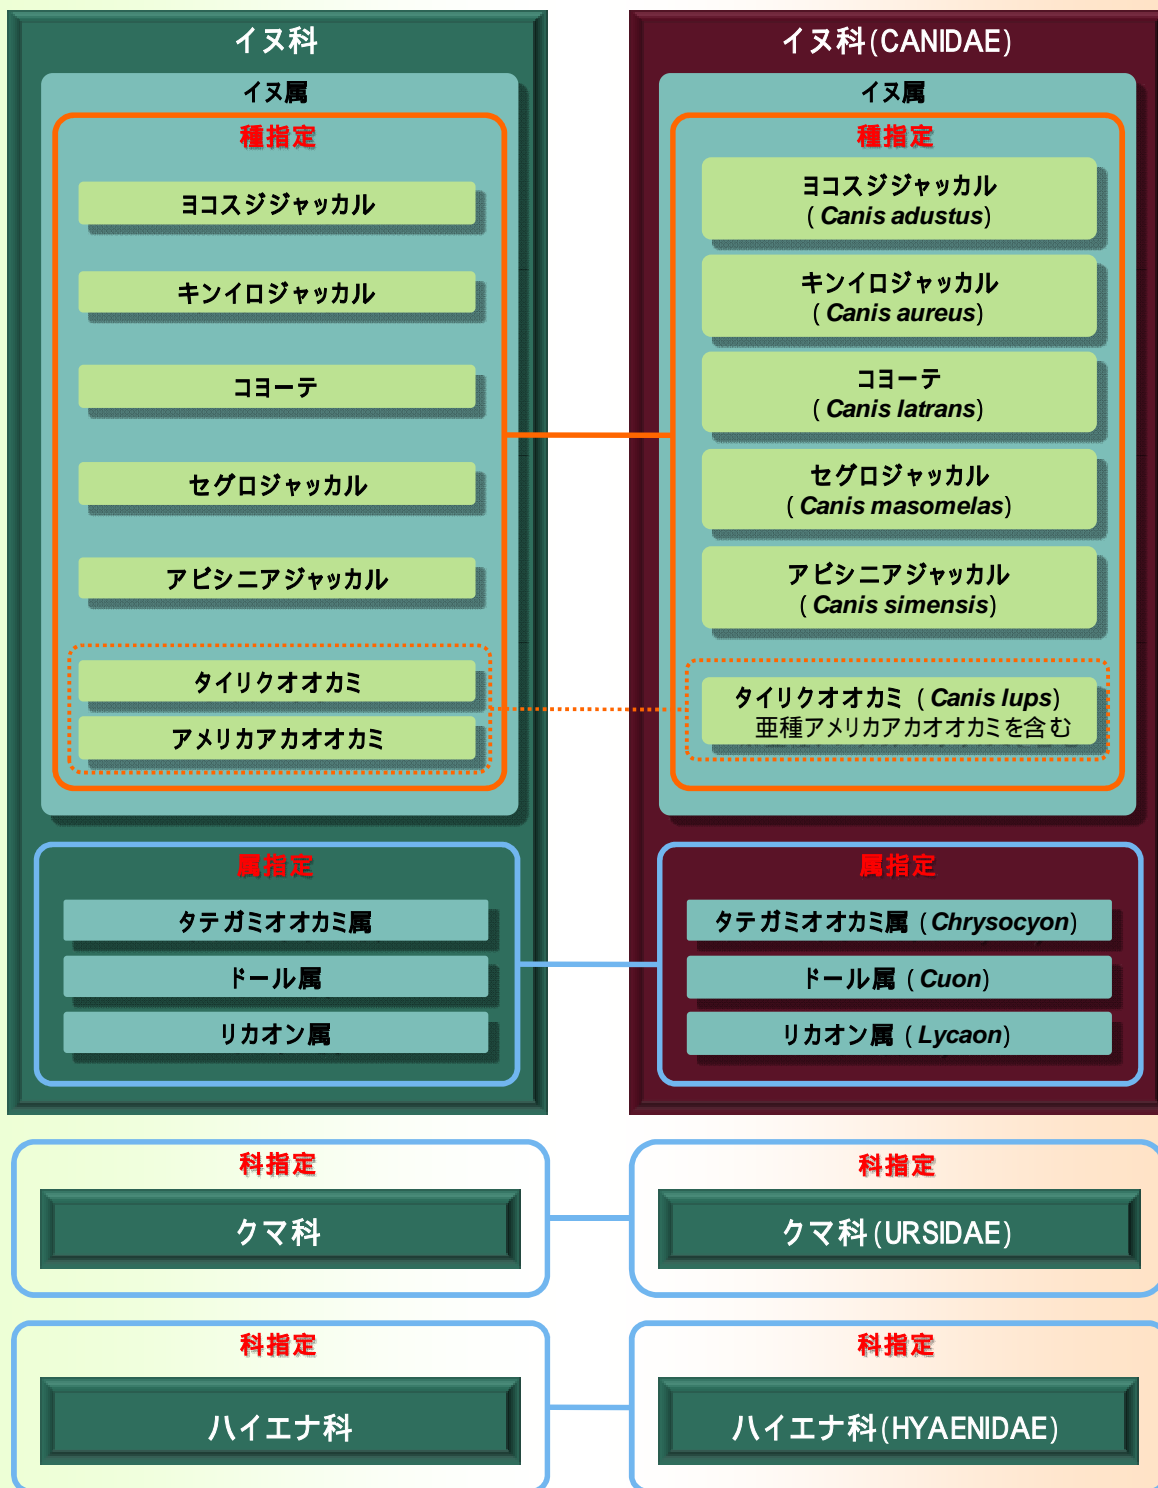 イヌ科
イヌ属
種指定
ヨコスジジャッカル
キンイロジャッカル
コヨーテ
セグロジャッカル
アビシニアジャッカル
タイリクオオカミ
アメリカアカオオカミ
属指定
タテガミオオカミ属
ドール属
リカオン属
科指定
クマ科
科指定
ハイエナ科
イヌ科(CANIDAE)
イヌ属
種指定
ヨコスジジャッカル
(Canis adustus)
キンイロジャッカル
(Canis aureus)
コヨーテ
(Canis latrans)
セグロジャッカル
(Canis masomelas)
アビシニアジャッカル
(Canis simensis)
タイリクオオカミ (Canis lups)
亜種アメリカアカオオカミを含む
属指定
タテガミオオカミ属 (Chrysocyon)
ドール属 (Cuon)
リカオン属 (Lycaon)
科指定
クマ科(URSIDAE)
科指定
ハイエナ科(HYAENIDAE)